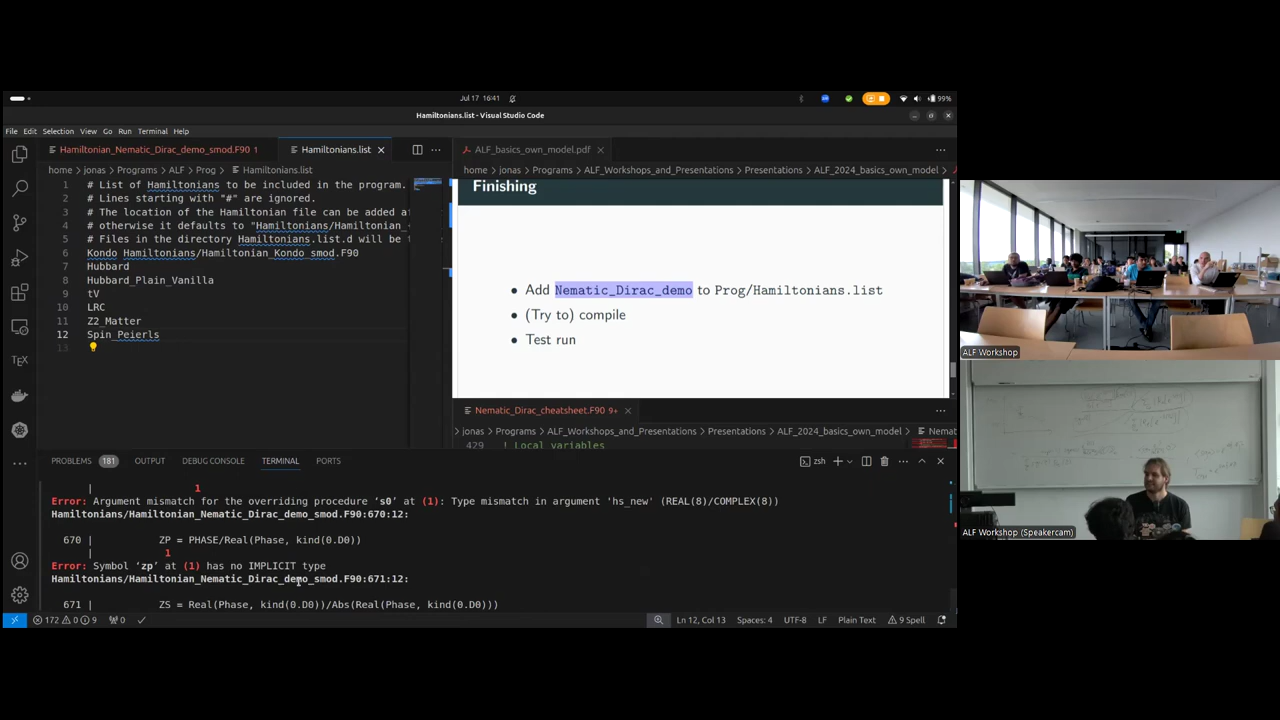 Jul 17 16:41
99%
Hamiltonians.list - Visual Studio Code
File Edit Selection View Go Run Terminal Help
Hamiltonian_Nematic_Dirac_demo_smod.F90 1
Hamiltonians.list
home > jonas > Programs > ALF > Prog > Hamiltonians.list
1 # List of Hamiltonians to be included in the program.
2 # Lines starting with "#" are ignored.
3 # The location of the Hamiltonian file can be added
4 # otherwise it defaults to "Hamiltonians/Hamiltonian_
5 # Files in the directory Hamiltonians.list.d will be
6 Kondo Hamiltonians/Hamiltonian_Kondo_smod.F90
7 Hubbard
8 Hubbard_Plain_Vanilla
9 tV
10 LRC
11 Z2_Matter
12 Spin_Peierls
13
ALF_basics_own_model.pdf
home > jonas > Programs > ALF_Workshops_and_Presentations > Presentations > ALF_2024_basics_own_model >
Finishing
• Add Nematic_Dirac_demo to Prog/Hamiltonians.list
• (Try to) compile
• Test run
Nematic_Dirac_cheatsheet.F90 9+
jonas > Programs > ALF_Workshops_and_Presentations > Presentations > ALF_2024_basics_own_model > Nemat
429 ! Local variables
PROBLEMS 181 OUTPUT DEBUG CONSOLE TERMINAL PORTS
zsh
| 1
Error: Argument mismatch for the overriding procedure ‘s0’ at (1): Type mismatch in argument 'hs_new' (REAL(8)/COMPLEX(8))
Hamiltonians/Hamiltonian_Nematic_Dirac_demo_smod.F90:670:12:
670 | ZP = PHASE/Real(Phase, kind(0.D0))
| 1
Error: Symbol ‘zp’ at (1) has no IMPLICIT type
Hamiltonians/Hamiltonian_Nematic_Dirac_demo_smod.F90:671:12:
671 | ZS = Real(Phase, kind(0.D0))/Abs(Real(Phase, kind(0.D0)))
TEX
172 0 9 0 Ln 12, Col 13 Spaces: 4 UTF-8 LF Plain Text 9 Spell
ALF Workshop
ALF Workshop (Speakercam)